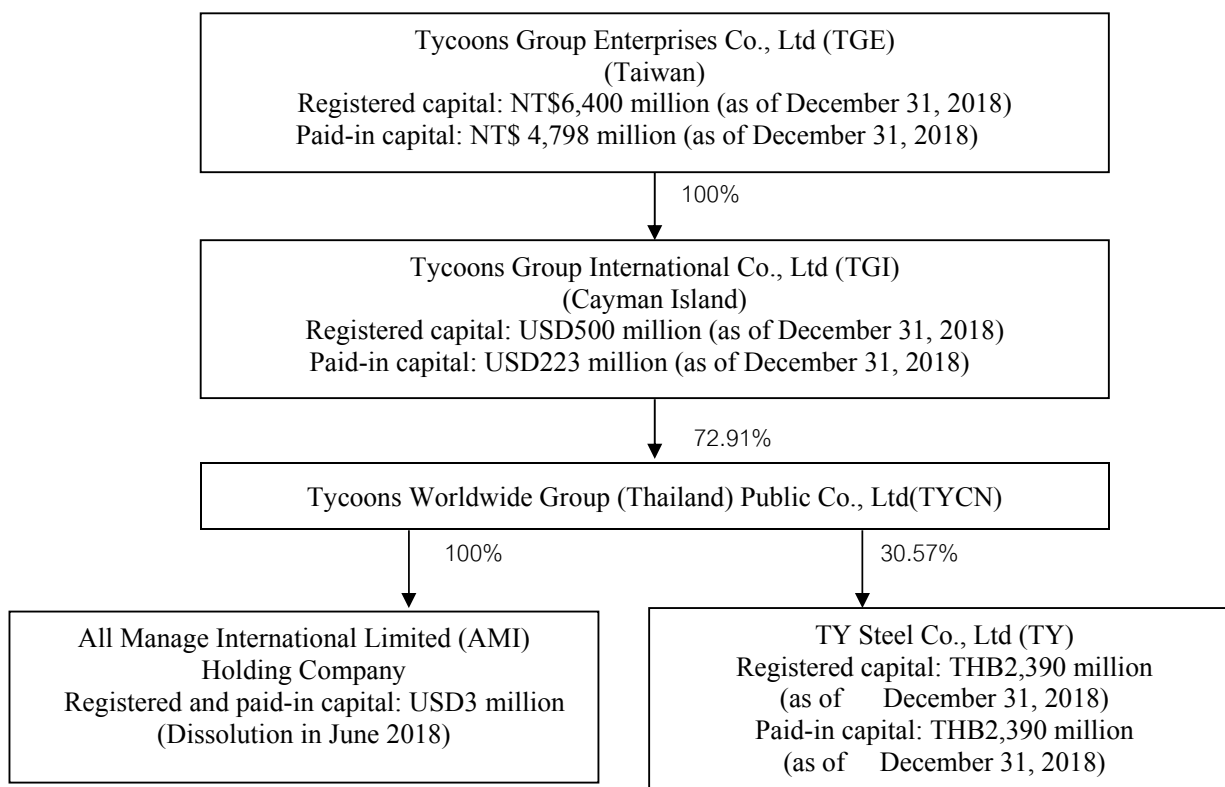 Tycoons Group Enterprises Co., Ltd (TGE)
(Taiwan)
Registered capital: NT$6,400 million (as of December 31, 2018)
Paid-in capital: NT$ 4,798 million (as of December 31, 2018)
100%
Tycoons Group International Co., Ltd (TGI)
(Cayman Island)
Registered capital: USD500 million (as of December 31, 2018)
Paid-in capital: USD223 million (as of December 31, 2018)
72.91%
Tycoons Worldwide Group (Thailand) Public Co., Ltd(TYCN)
100%
30.57%
All Manage International Limited (AMI)
Holding Company
Registered and paid-in capital: USD3 million
(Dissolution in June 2018)
TY Steel Co., Ltd (TY)
Registered capital: THB2,390 million
(as of December 31, 2018)
Paid-in capital: THB2,390 million
(as of December 31, 2018)